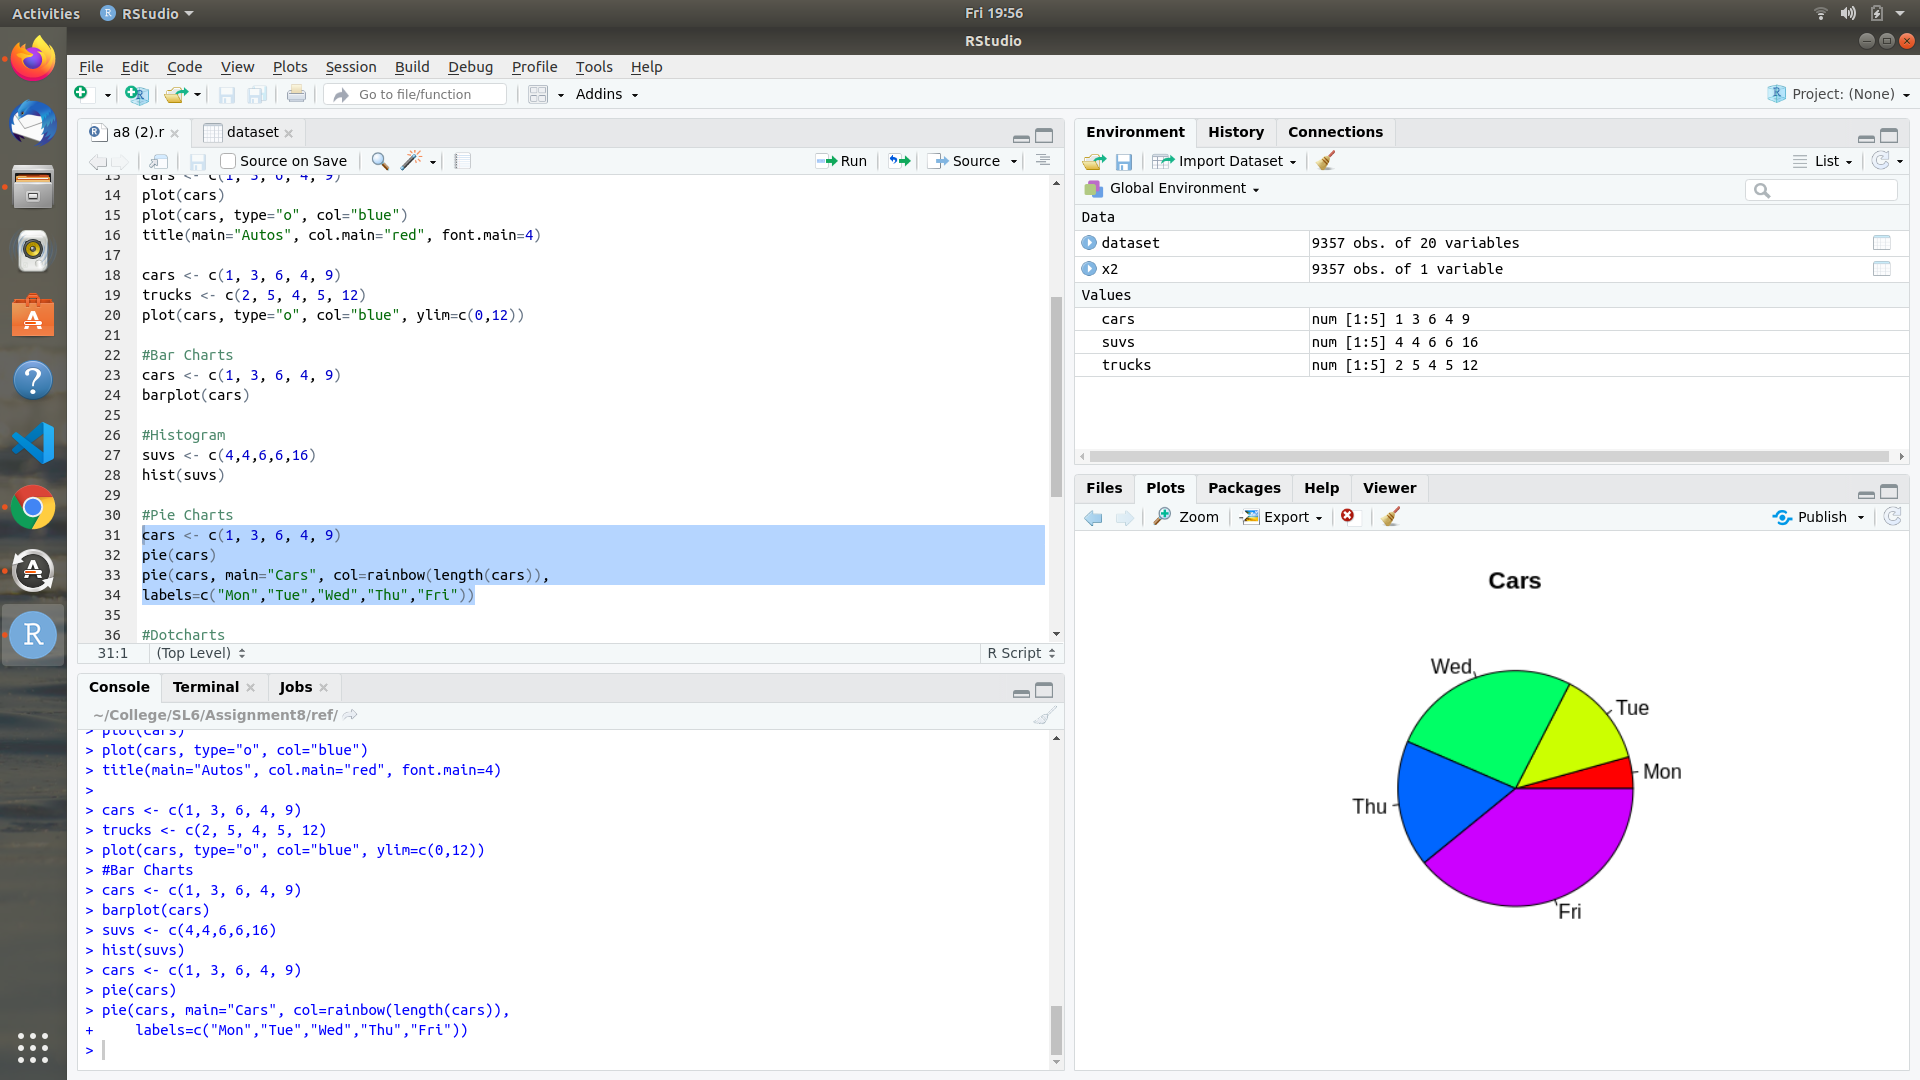 Activities RStudio Fri 19:56
RStudio
File Edit Code View Plots Session Build Debug Profile Tools Help
Go to file/function Addins Project: (None)
a8 (2).r dataset
Source on Save Run Source
13 cars <- c(1, 3, 6, 4, 9)
14 plot(cars)
15 plot(cars, type="o", col="blue")
16 title(main="Autos", col.main="red", font.main=4)
17
18 cars <- c(1, 3, 6, 4, 9)
19 trucks <- c(2, 5, 4, 5, 12)
20 plot(cars, type="o", col="blue", ylim=c(0,12))
21
22 #Bar Charts
23 cars <- c(1, 3, 6, 4, 9)
24 barplot(cars)
25
26 #Histogram
27 suvs <- c(4,4,6,6,16)
28 hist(suvs)
29
30 #Pie Charts
31 cars <- c(1, 3, 6, 4, 9)
32 pie(cars)
33 pie(cars, main="Cars", col=rainbow(length(cars)),
34 labels=c("Mon","Tue","Wed","Thu","Fri"))
35
36 #Dotcharts
31:1 (Top Level) R Script
Console Terminal Jobs
~/College/SL6/Assignment8/ref/
> plot(cars)
> plot(cars, type="o", col="blue")
> title(main="Autos", col.main="red", font.main=4)
>
> cars <- c(1, 3, 6, 4, 9)
> trucks <- c(2, 5, 4, 5, 12)
> plot(cars, type="o", col="blue", ylim=c(0,12))
> #Bar Charts
> cars <- c(1, 3, 6, 4, 9)
> barplot(cars)
> suvs <- c(4,4,6,6,16)
> hist(suvs)
> cars <- c(1, 3, 6, 4, 9)
> pie(cars)
> pie(cars, main="Cars", col=rainbow(length(cars)),
+     labels=c("Mon","Tue","Wed","Thu","Fri"))
>
Environment History Connections
Import Dataset List
Global Environment
Data
dataset 9357 obs. of 20 variables
x2 9357 obs. of 1 variable
Values
cars num [1:5] 1 3 6 4 9
suvs num [1:5] 4 4 6 6 16
trucks num [1:5] 2 5 4 5 12
Files Plots Packages Help Viewer
Zoom Export Publish
Cars
Wed
Tue
Mon
Thu
Fri